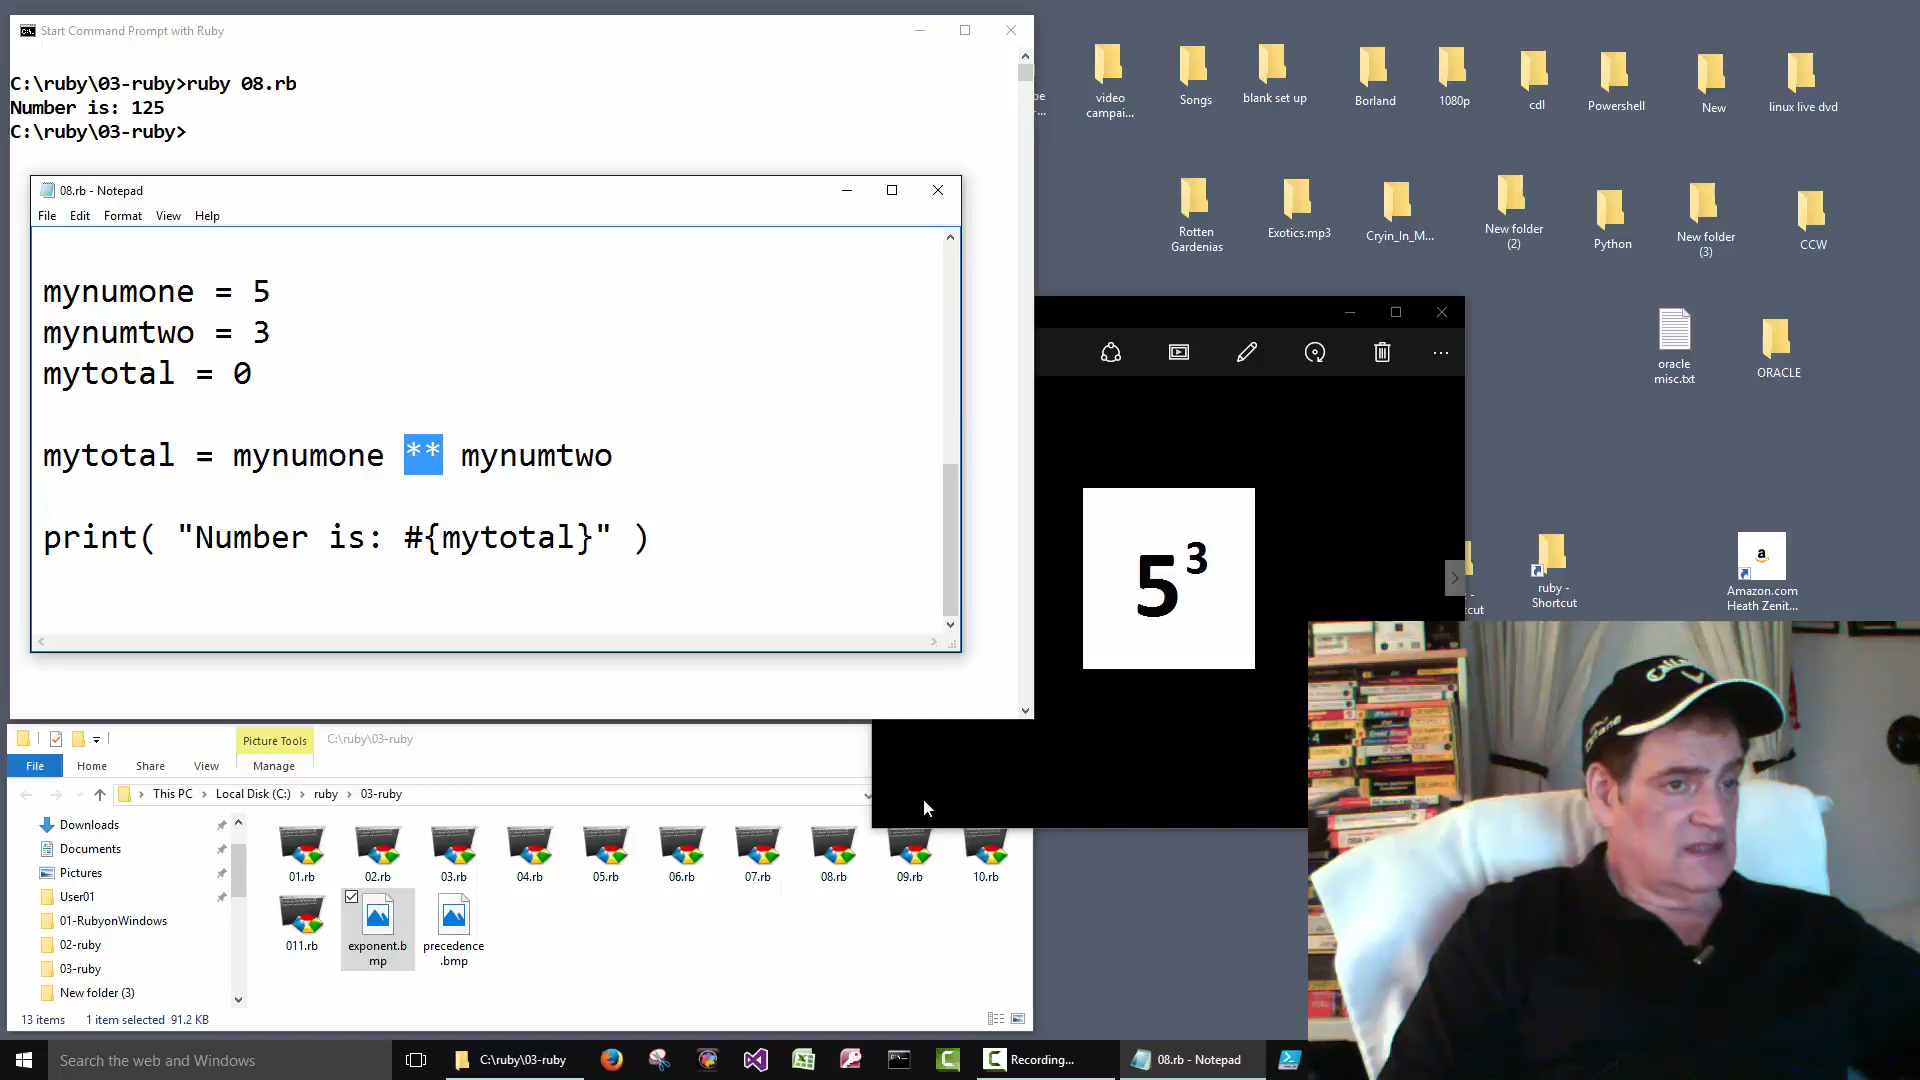 Start Command Prompt with Ruby
C:\ruby\03-ruby>ruby 08.rb
Number is: 125
C:\ruby\03-ruby>
08.rb - Notepad
File Edit Format View Help
mynumone = 5
mynumtwo = 3
mytotal = 0
mytotal = mynumone ** mynumtwo
print( "Number is: #{mytotal}" )
video
campai...
Songs
blank set up
Borland
1080p
cdl
Powershell
New
linux live dvd
Rotten
Gardenias
Exotics.mp3
Cryin_In_M...
New folder
(2)
Python
New folder
(3)
CCW
oracle
misc.txt
ORACLE
5³
ruby -
Shortcut
a
Amazon.com
Heath Zenit...
Picture Tools
C:\ruby\03-ruby
File Home Share View Manage
This PC > Local Disk (C:) > ruby > 03-ruby
Downloads
Documents
Pictures
User01
01-RubyonWindows
02-ruby
03-ruby
New folder (3)
01.rb 02.rb 03.rb 04.rb 05.rb 06.rb 07.rb 08.rb 09.rb 10.rb
011.rb
exponent.b
mp
precedence
.bmp
13 items 1 item selected 91.2 KB
Search the web and Windows
C:\ruby\03-ruby
Recording...
08.rb - Notepad